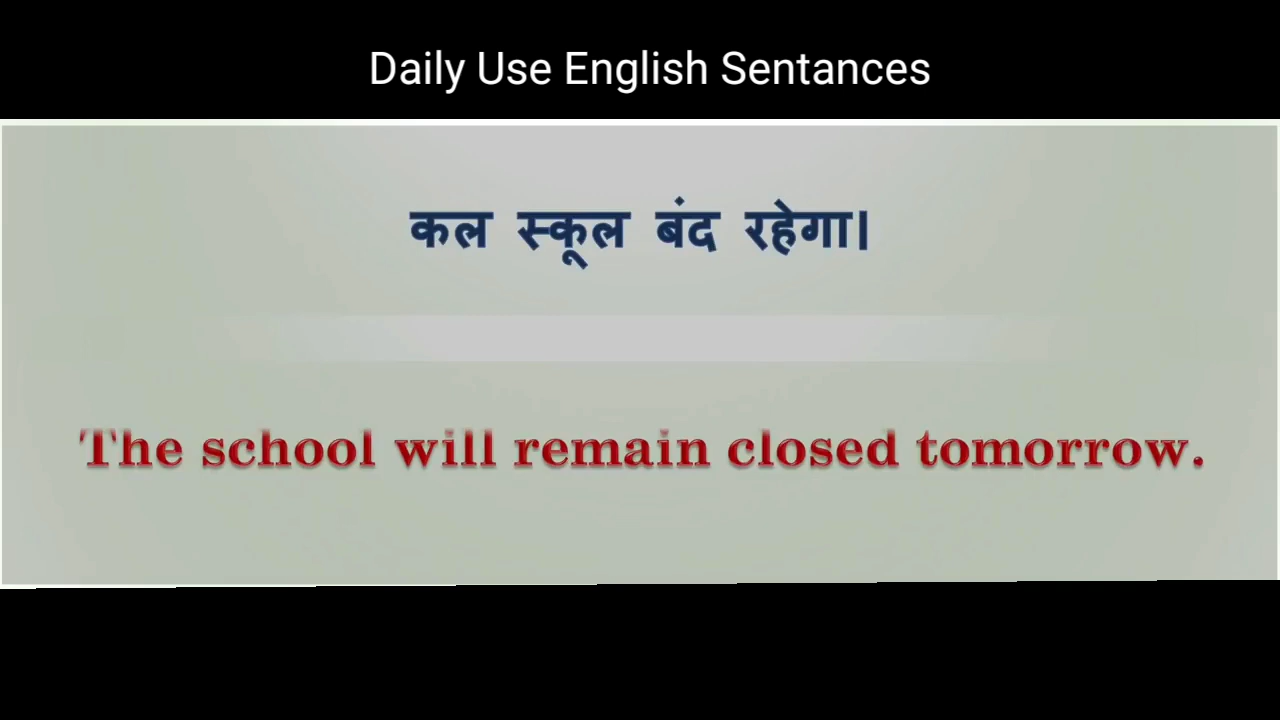 Daily Use English Sentances
कल स्कूल बंद रहेगा।
The school will remain closed tomorrow.